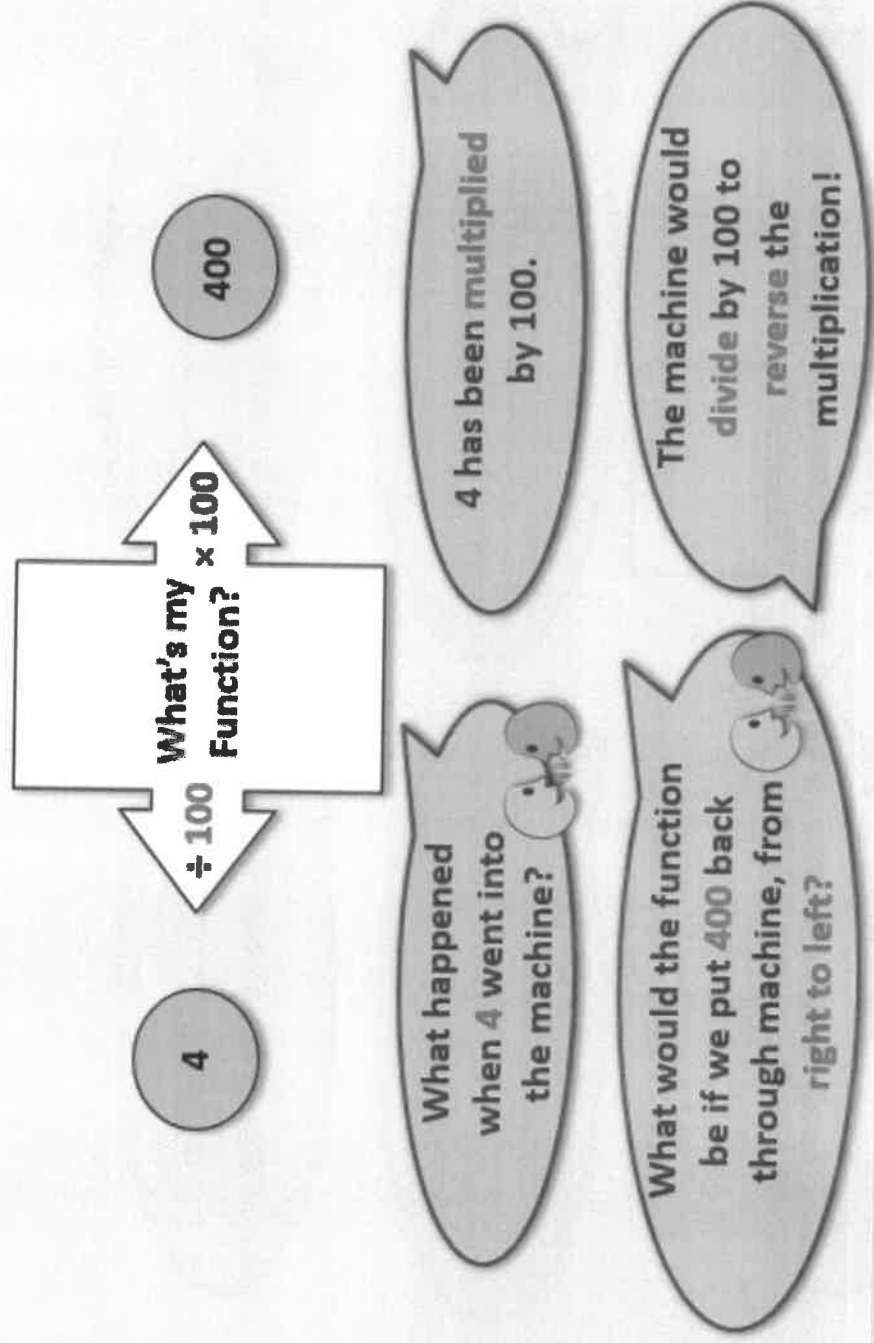 4
÷ 100
What's my
Function?
× 100
400
What happened
when 4 went into
the machine?
4 has been multiplied
by 100.
What would the function
be if we put 400 back
through machine, from
right to left?
The machine would
divide by 100 to
reverse the
multiplication!